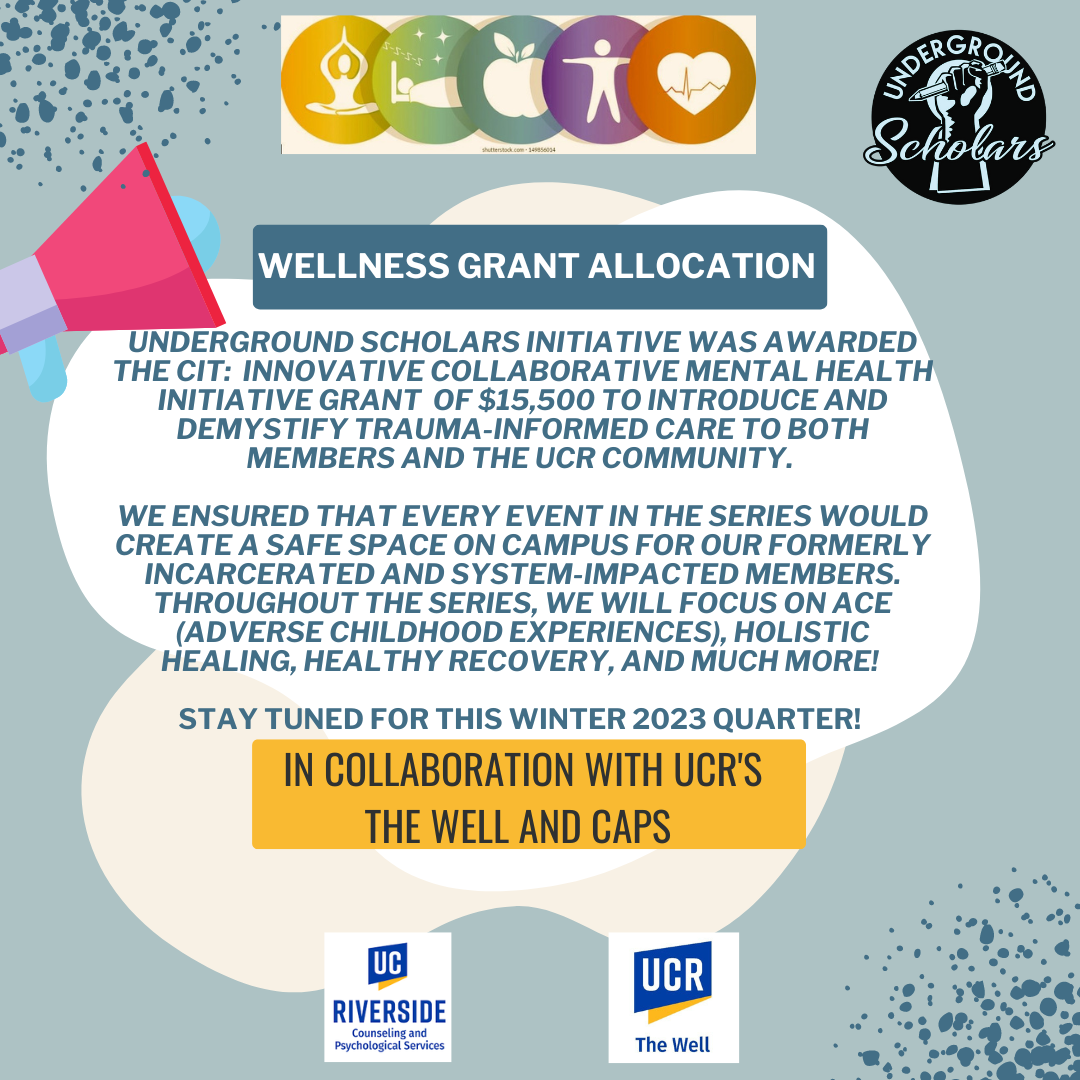 shutterstock.com • 149856014
UNDERGROUND
Scholars
WELLNESS GRANT ALLOCATION
UNDERGROUND SCHOLARS INITIATIVE WAS AWARDED
THE CIT: INNOVATIVE COLLABORATIVE MENTAL HEALTH
INITIATIVE GRANT OF $15,500 TO INTRODUCE AND
DEMYSTIFY TRAUMA-INFORMED CARE TO BOTH
MEMBERS AND THE UCR COMMUNITY.
WE ENSURED THAT EVERY EVENT IN THE SERIES WOULD
CREATE A SAFE SPACE ON CAMPUS FOR OUR FORMERLY
INCARCERATED AND SYSTEM-IMPACTED MEMBERS.
THROUGHOUT THE SERIES, WE WILL FOCUS ON ACE
(ADVERSE CHILDHOOD EXPERIENCES), HOLISTIC
HEALING, HEALTHY RECOVERY, AND MUCH MORE!
STAY TUNED FOR THIS WINTER 2023 QUARTER!
IN COLLABORATION WITH UCR'S
THE WELL AND CAPS
UC
RIVERSIDE
Counseling and
Psychological Services
UCR
The Well